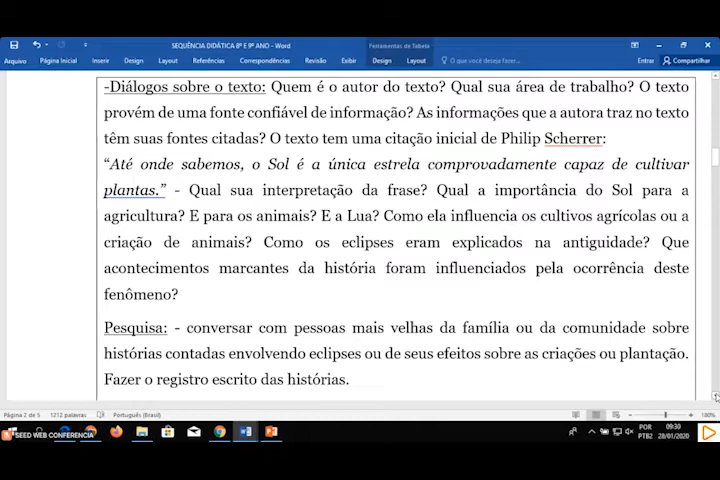 SEQUÊNCIA DIDÁTICA 8º E 9º ANO - Word
Ferramentas de Tabela
Arquivo Página Inicial Inserir Design Layout Referências Correspondências Revisão Exibir Design Layout O que você deseja fazer... Entrar Compartilhar
-Diálogos sobre o texto: Quem é o autor do texto? Qual sua área de trabalho? O texto
provém de uma fonte confiável de informação? As informações que a autora traz no texto
têm suas fontes citadas? O texto tem uma citação inicial de Philip Scherrer:
“Até onde sabemos, o Sol é a única estrela comprovadamente capaz de cultivar
plantas.” - Qual sua interpretação da frase? Qual a importância do Sol para a
agricultura? E para os animais? E a Lua? Como ela influencia os cultivos agrícolas ou a
criação de animais? Como os eclipses eram explicados na antiguidade? Que
acontecimentos marcantes da história foram influenciados pela ocorrência deste
fenômeno?
Pesquisa: - conversar com pessoas mais velhas da família ou da comunidade sobre
histórias contadas envolvendo eclipses ou de seus efeitos sobre as criações ou plantação.
Fazer o registro escrito das histórias.
Página 2 de 5 1212 palavras Português (Brasil) 180%
SEED WEB CONFERENCIA
POR 09:30
PTB2 28/01/2020